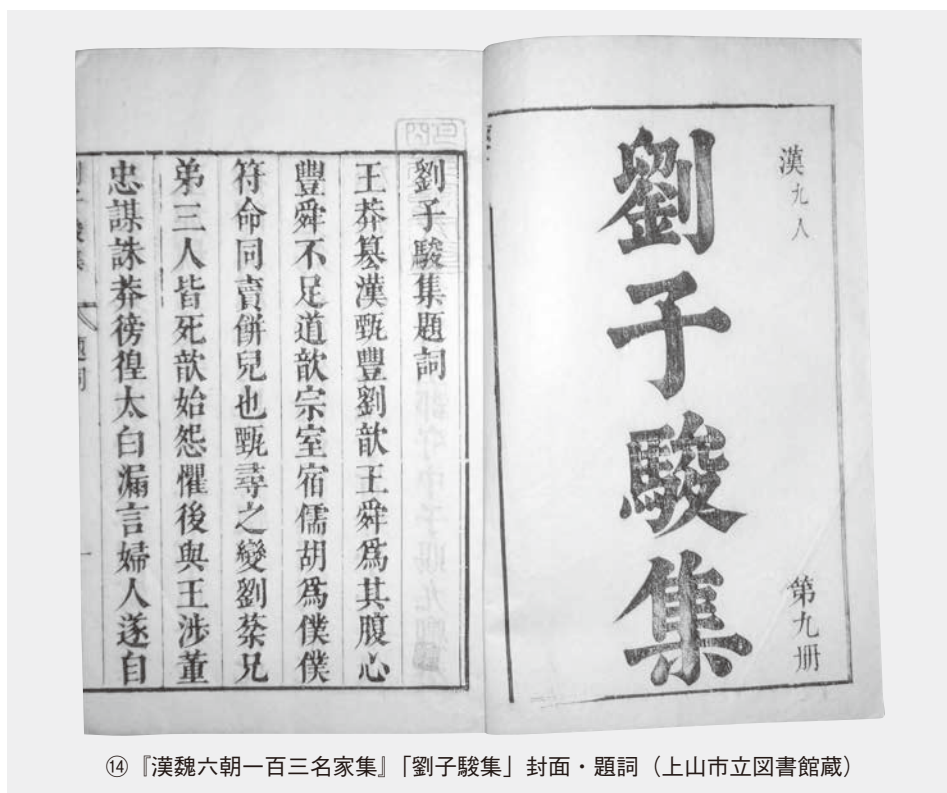 漢九人
第九册
劉子駿集
劉子駿集題詞
王莽簒漢甄豐劉歆王舜爲其腹心
豐舜不足道歆宗室宿儒胡爲僕僕
符命同賣餅兒也甄尋之變劉棻兄
弟三人皆死歆始怨懼後與王涉董
忠謀誅莽徬徨太白漏言婦人遂自
⑭『漢魏六朝一百三名家集』「劉子駿集」封面・題詞（上山市立図書館蔵）